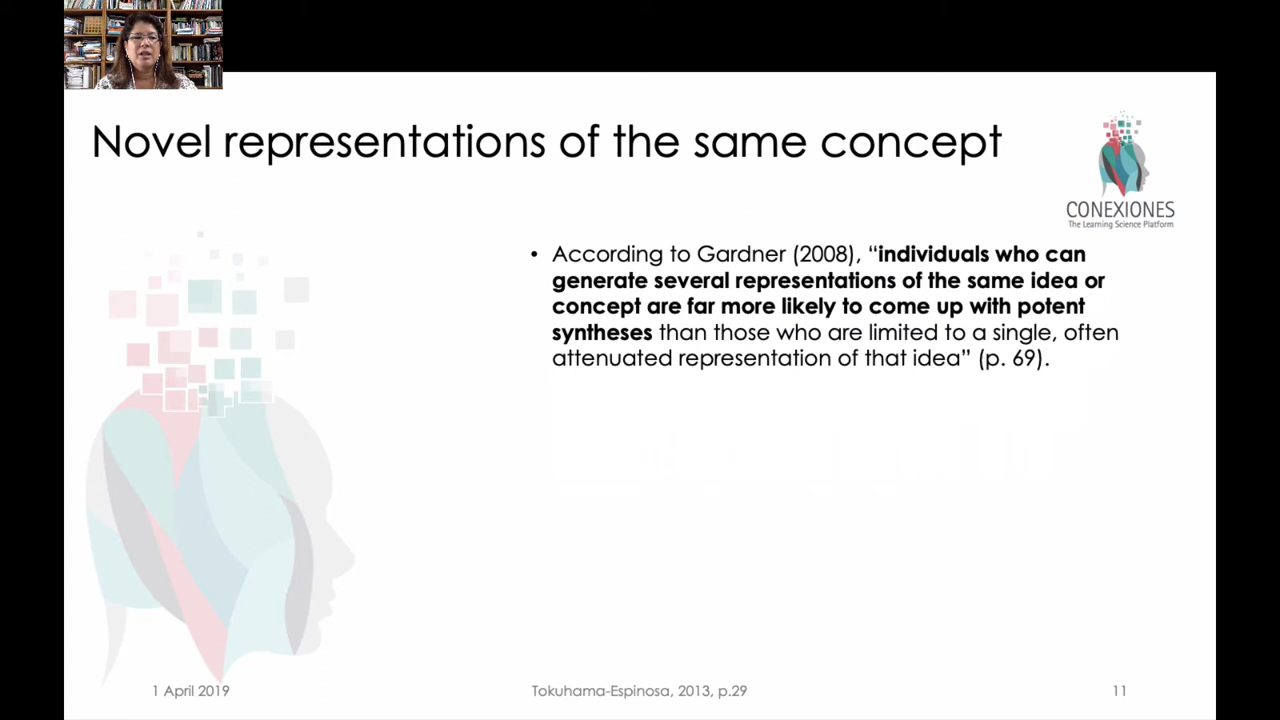 Novel representations of the same concept
CONEXIONES
The Learning Science Platform
• According to Gardner (2008), “individuals who can
generate several representations of the same idea or
concept are far more likely to come up with potent
syntheses than those who are limited to a single, often
attenuated representation of that idea” (p. 69).
1 April 2019
Tokuhama-Espinosa, 2013, p.29
11